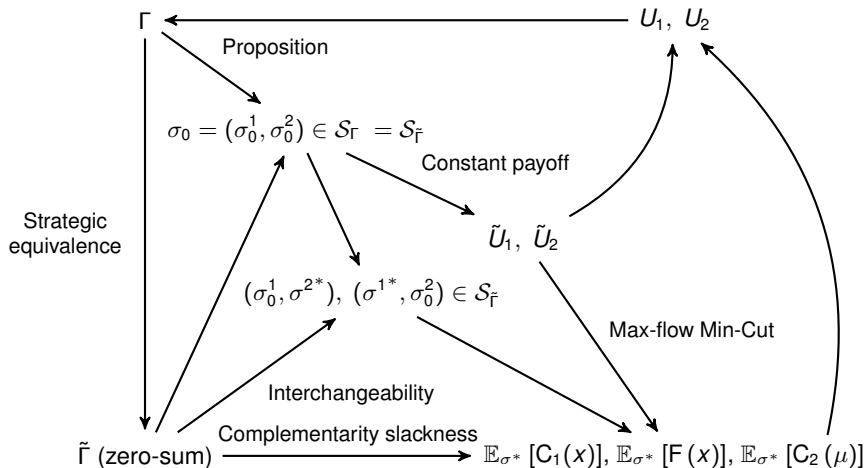 Γ
U₁, U₂
Proposition
σ₀ = (σ₀¹, σ₀²) ∈ 𝒮_Γ = 𝒮_Γ̃
Constant payoff
Strategic
equivalence
Ũ₁, Ũ₂
(σ₀¹, σ²*), (σ¹*, σ₀²) ∈ 𝒮_Γ̃
Max-flow Min-Cut
Interchangeability
Complementarity slackness
Γ̃ (zero-sum)
𝔼_σ* [C₁(x)], 𝔼_σ* [F(x)], 𝔼_σ* [C₂(μ)]